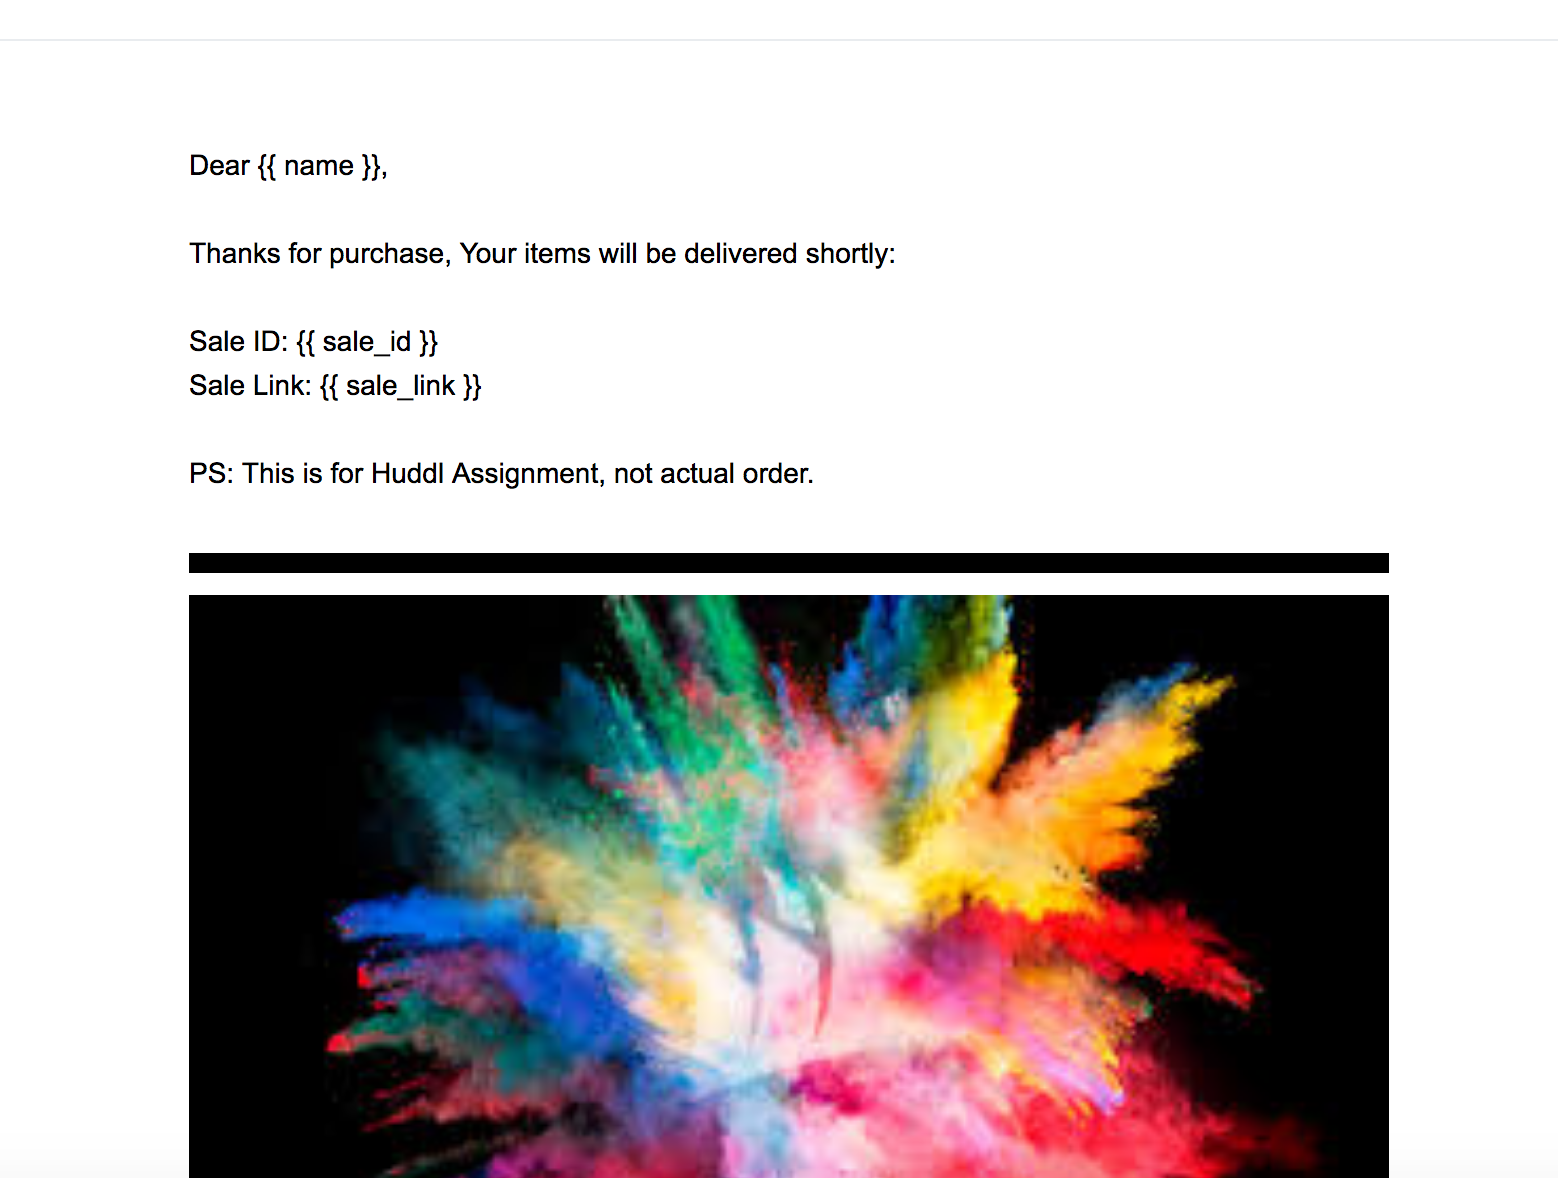 Dear {{ name }},
Thanks for purchase, Your items will be delivered shortly:
Sale ID: {{ sale_id }}
Sale Link: {{ sale_link }}
PS: This is for Huddl Assignment, not actual order.